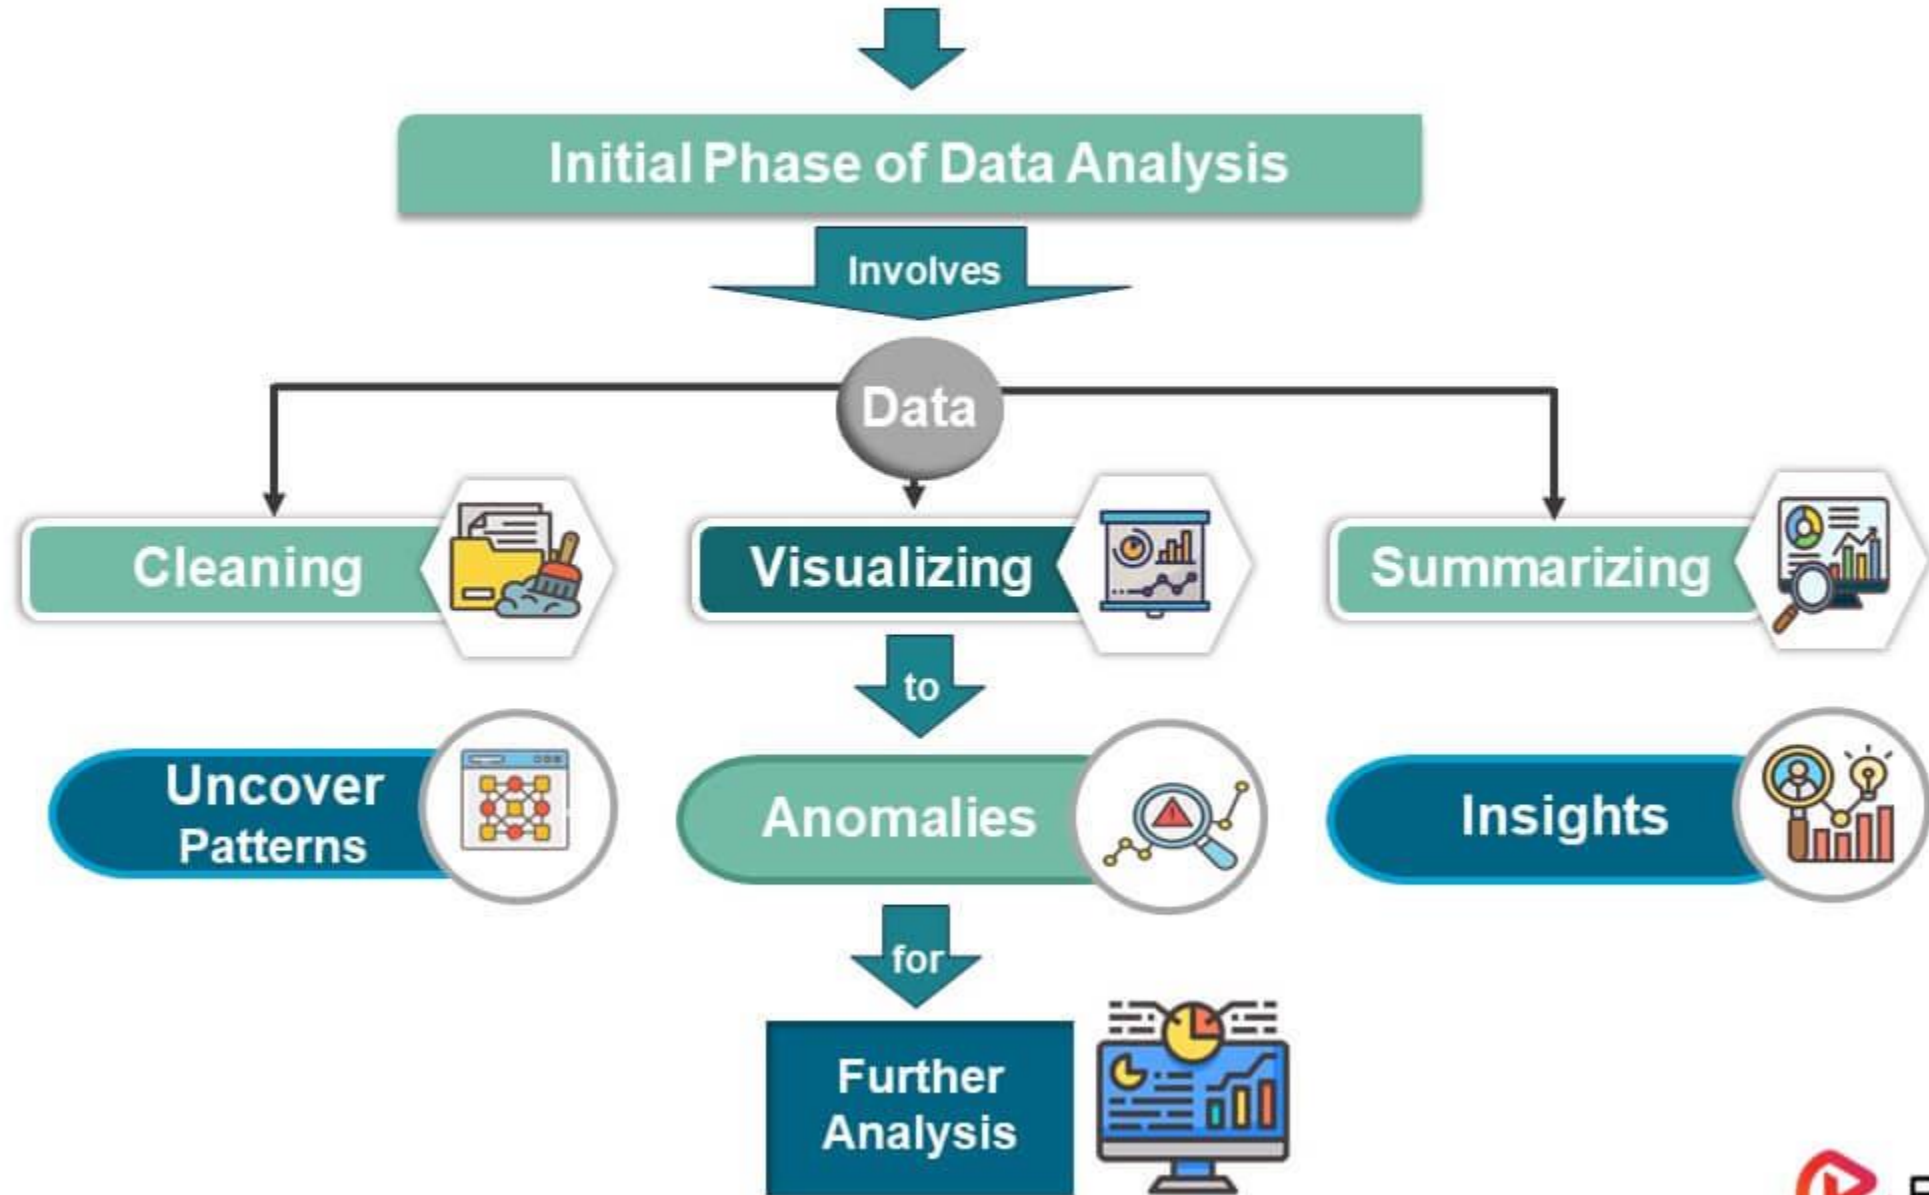 Initial Phase of Data Analysis
Involves
Data
Cleaning
Visualizing
Summarizing
to
Uncover
Patterns
Anomalies
Insights
for
Further
Analysis